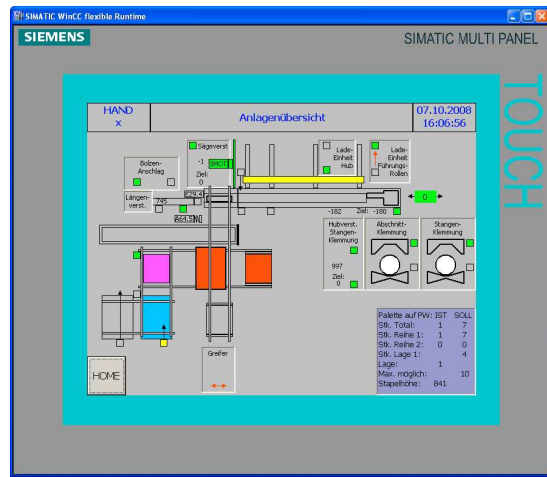 SIMATIC WinCC flexible Runtime
SIEMENS
SIMATIC MULTI PANEL
TOUCH
HAND
x
Anlagenübersicht
07.10.2008
16:06:56
Sägeverst
-1
SMOT
Ziel:
0
Bolzen-
Anschlag
Lade-
Einheit
Hub
Lade-
Einheit
Führungs-
Rollen
Längen-
verst.
745
0
-182
Ziel:
-180
Hubverst.
Stangen-
Klemmung
997
Ziel:
0
Abschnitt-
Klemmung
Stangen-
Klemmung
Palette auf PW: IST SOLL
Stk. Total: 1 7
Stk. Reihe 1: 1 7
Stk. Reihe 2: 0 0
Stk. Lage 1: 4
Lage: 1
Max. möglich: 10
Stapelhöhe: 841
Greifer
HOME